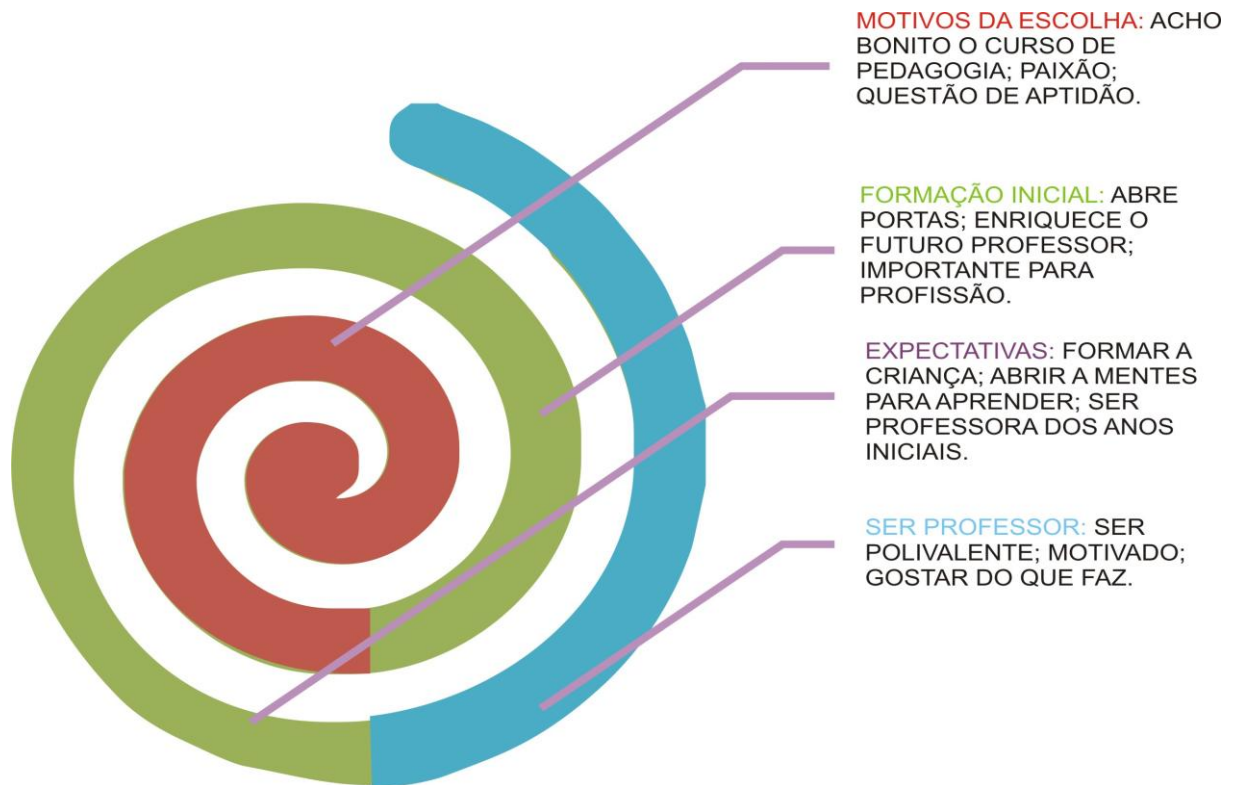 MOTIVOS DA ESCOLHA: ACHO
BONITO O CURSO DE
PEDAGOGIA; PAIXÃO;
QUESTÃO DE APTIDÃO.
FORMAÇÃO INICIAL: ABRE
PORTAS; ENRIQUECE O
FUTURO PROFESSOR;
IMPORTANTE PARA
PROFISSÃO.
EXPECTATIVAS: FORMAR A
CRIANÇA; ABRIR A MENTES
PARA APRENDER; SER
PROFESSORA DOS ANOS
INICIAIS.
SER PROFESSOR: SER
POLIVALENTE; MOTIVADO;
GOSTAR DO QUE FAZ.